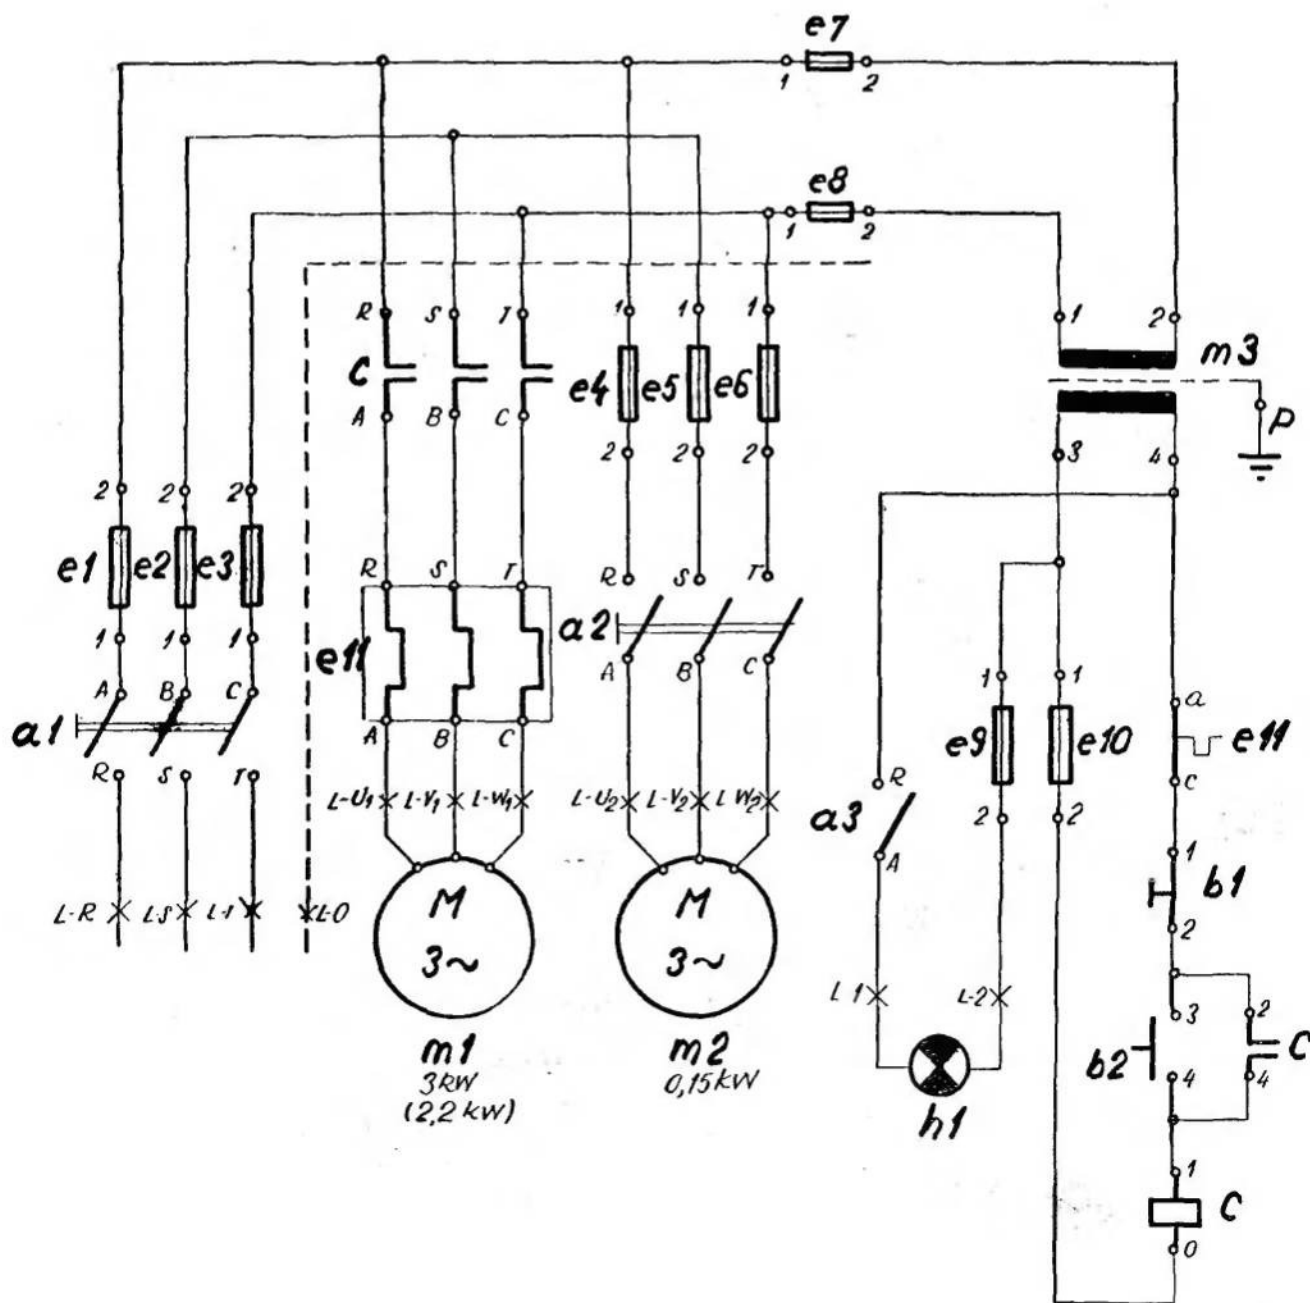 e7
1 2
e8
1 2
R S T
1 1 1
1 2
C
m3
e4 e5 e6
A B C
P
2 2 2
3 4
2 2 2
e1 e2 e3
R S T
R S T
a2
1 1 1
e11
A B C
1 1
a
A B C
a1
A B C
e9 e10
e11
R S T
L-U1 L-V1 L-W1
L-U2 L-V2 L W2
R
c
a3
2 2
A
1
b1
2
L-R L-S L-O
M
3~
M
3~
L 1 L-2
3 2
C
b2
4 4
m1
3KW
(2,2 KW)
m2
0,15KW
h1
1
C
0